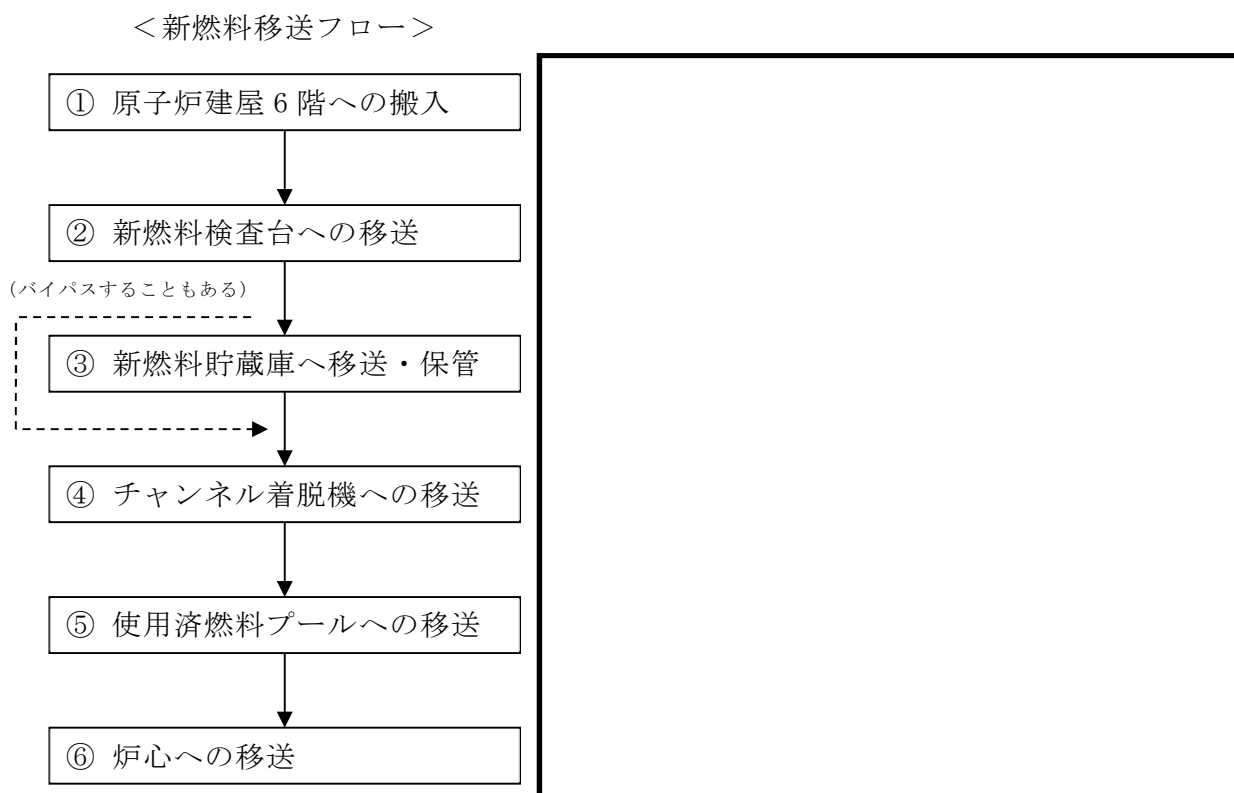 ＜新燃料移送フロー＞
① 原子炉建屋６階への搬入
② 新燃料検査台への移送
(バイパスすることもある)
③ 新燃料貯蔵庫へ移送・保管
④ チャンネル着脱機への移送
⑤ 使用済燃料プールへの移送
⑥ 炉心への移送